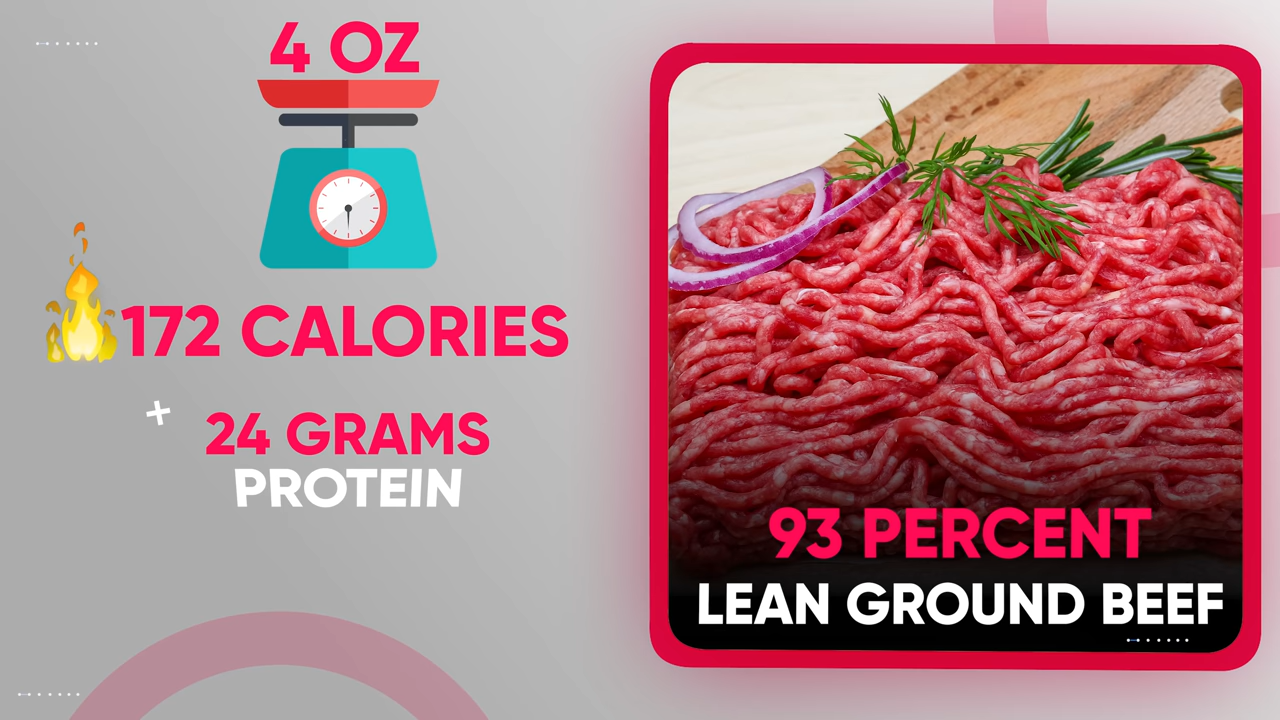 4 OZ
172 CALORIES
+
24 GRAMS
PROTEIN
93 PERCENT
LEAN GROUND BEEF